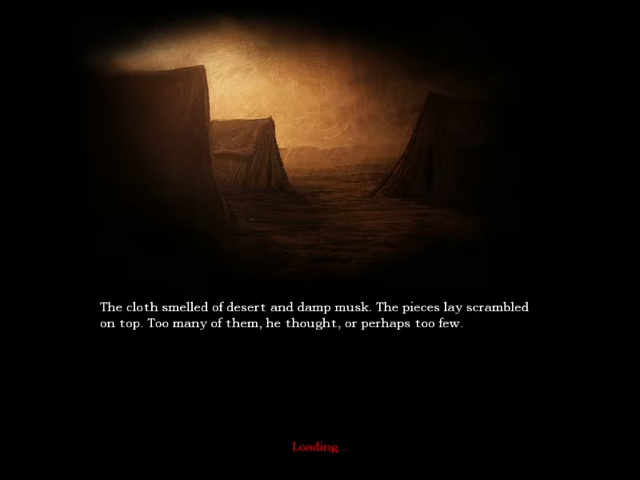 The cloth smelled of desert and damp musk. The pieces lay scrambled
on top. Too many of them, he thought, or perhaps too few.
Loading...